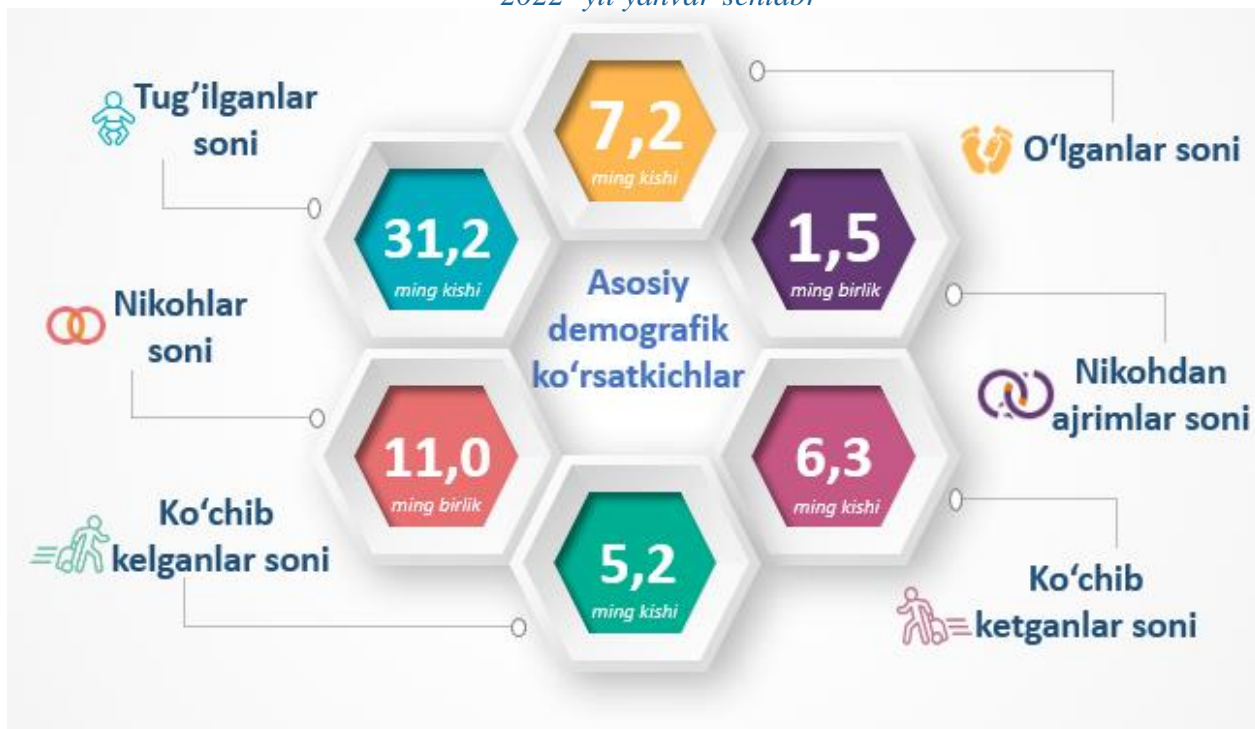 2022- yil yanvar-sentabr
Tug’ilganlar
soni
31,2
ming kishi
7,2
ming kishi
O‘lganlar soni
1,5
ming birlik
Asosiy
demografik
ko‘rsatkichlar
Nikohlar
soni
11,0
ming birlik
Nikohdan
ajrimlar soni
6,3
ming kishi
Ko‘chib
kelganlar soni
5,2
ming kishi
Ko‘chib
ketganlar soni